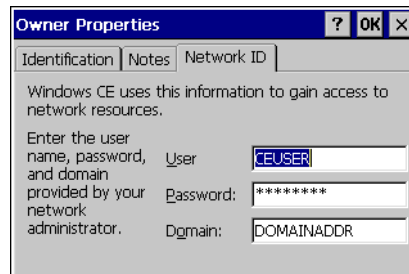 Owner Properties ? OK ×
Identification Notes Network ID
Windows CE uses this information to gain access to
network resources.
Enter the user
name, password,
and domain
provided by your
network
administrator.
User CEUSER
Password: ********
Domain: DOMAINADDR